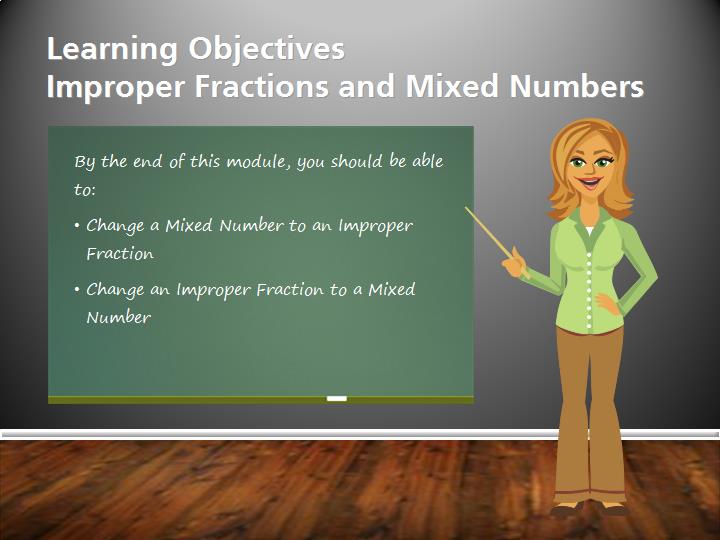 Learning Objectives
Improper Fractions and Mixed Numbers
By the end of this module, you should be able
to:
• Change a Mixed Number to an Improper
Fraction
• Change an Improper Fraction to a Mixed
Number